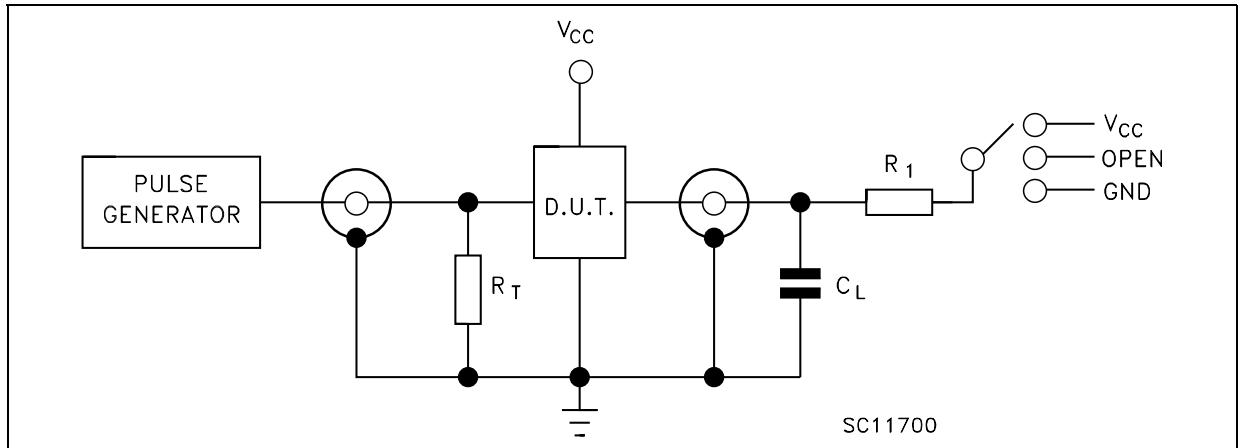 VCC
PULSE
GENERATOR
D.U.T.
RT
CL
R1
VCC
OPEN
GND
SC11700